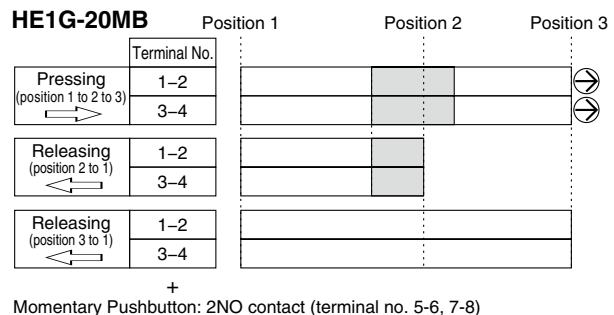 HE1G-20MB
Position 1 Position 2 Position 3
Terminal No.
Pressing
(position 1 to 2 to 3)
1–2
3–4
Releasing
(position 2 to 1)
1–2
3–4
Releasing
(position 3 to 1)
1–2
3–4
+
Momentary Pushbutton: 2NO contact (terminal no. 5-6, 7-8)